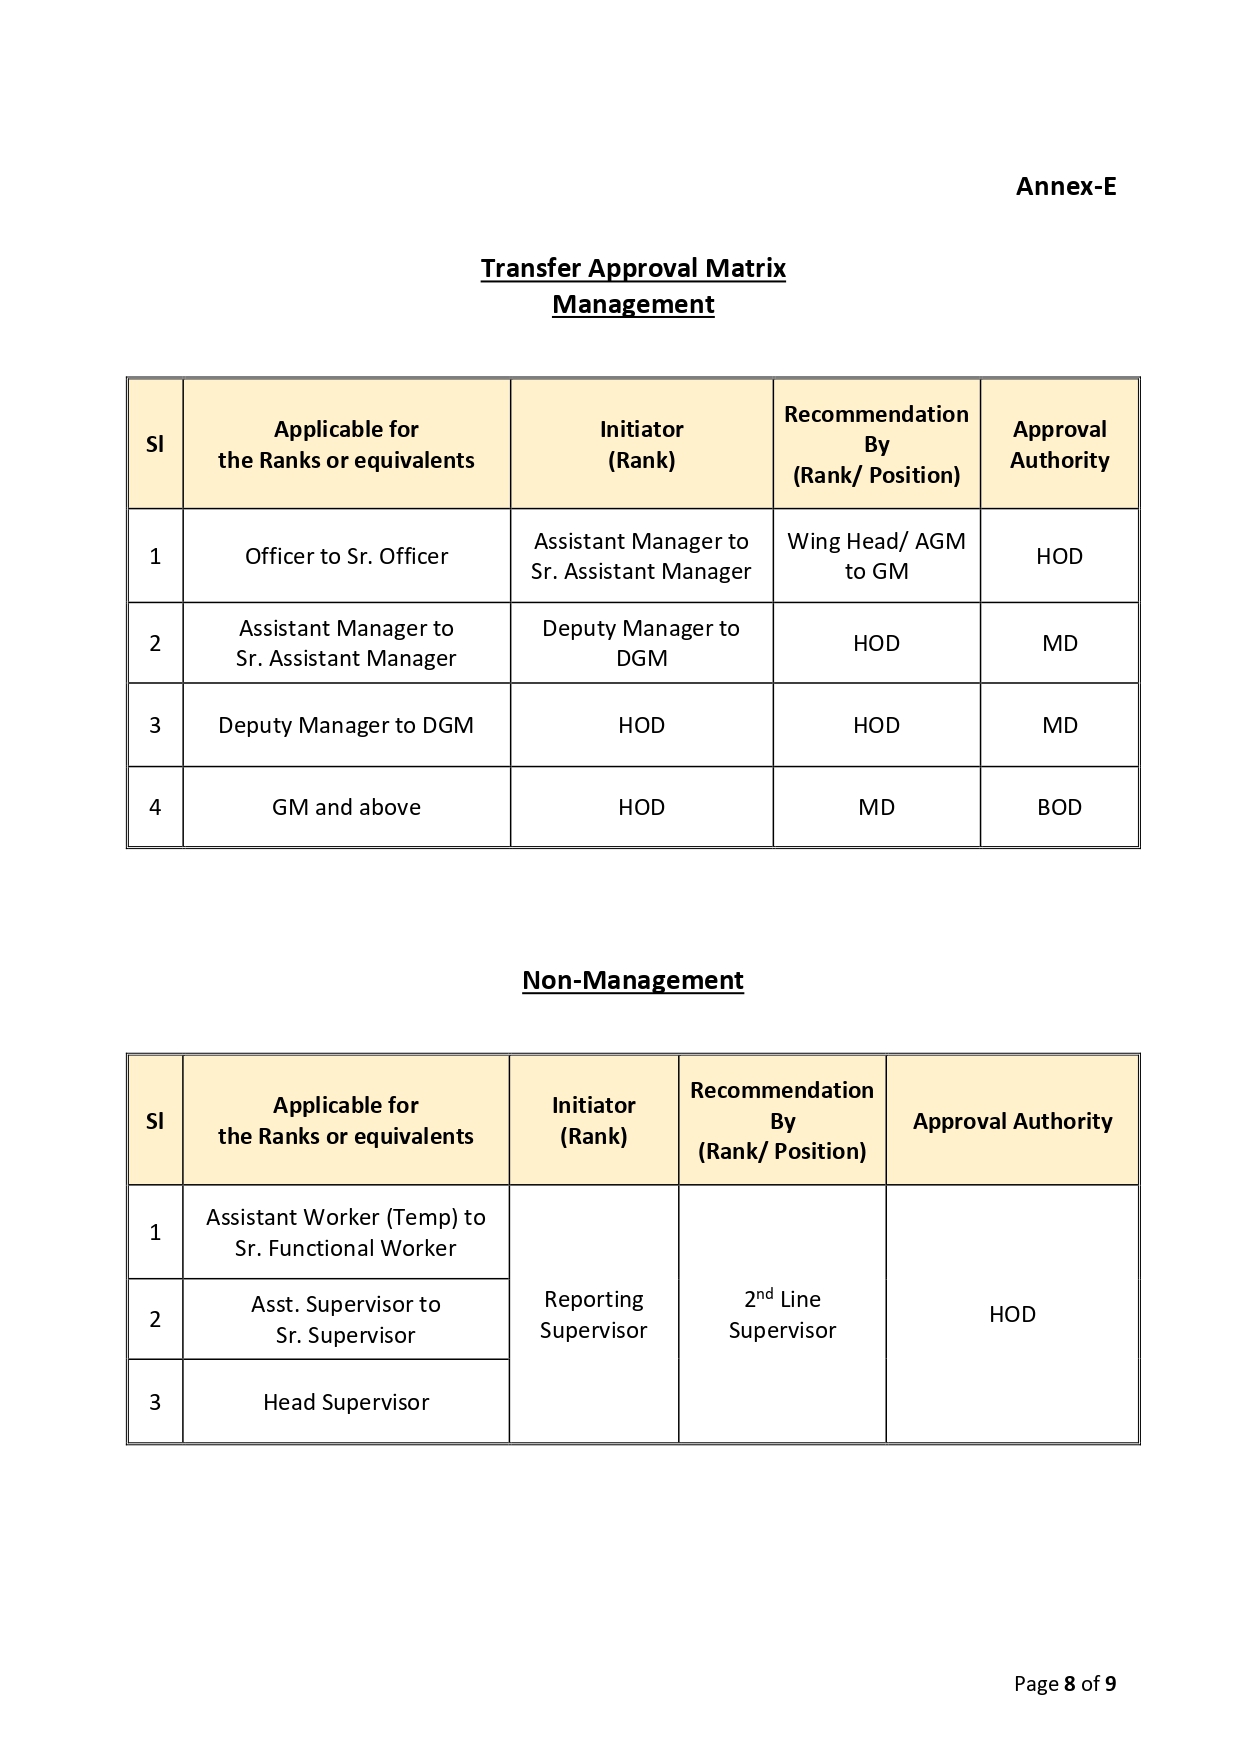 Annex-E
Transfer Approval Matrix
Management
Sl
Applicable for
the Ranks or equivalents
Initiator
(Rank)
Recommendation
By
(Rank/ Position)
Approval
Authority
1
Officer to Sr. Officer
Assistant Manager to
Sr. Assistant Manager
Wing Head/ AGM
to GM
HOD
2
Assistant Manager to
Sr. Assistant Manager
Deputy Manager to
DGM
HOD
MD
3
Deputy Manager to DGM
HOD
HOD
MD
4
GM and above
HOD
MD
BOD
Non-Management
Sl
Applicable for
the Ranks or equivalents
Initiator
(Rank)
Recommendation
By
(Rank/ Position)
Approval Authority
1
Assistant Worker (Temp) to
Sr. Functional Worker
Reporting
Supervisor
2nd Line
Supervisor
HOD
2
Asst. Supervisor to
Sr. Supervisor
3
Head Supervisor
Page 8 of 9